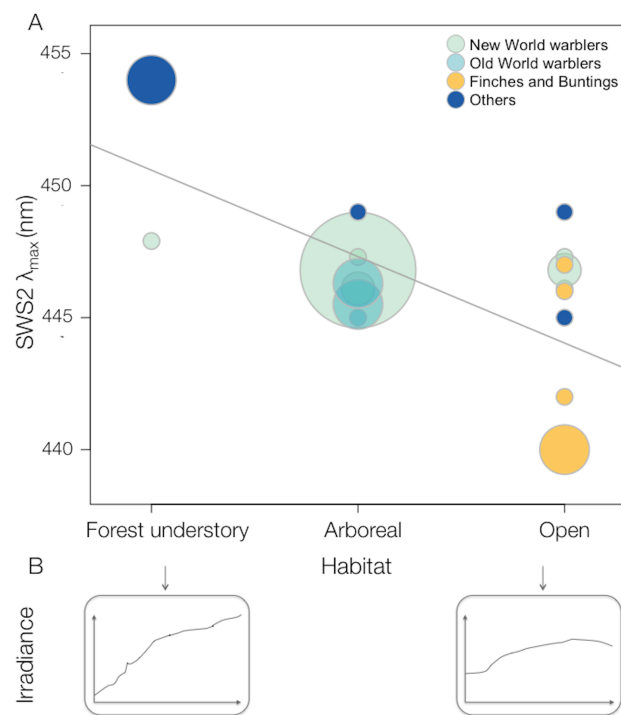 A
455
450
445
440
SWS2 λmax (nm)
New World warblers
Old World warblers
Finches and Buntings
Others
Forest understory
Arboreal
Open
B
Habitat
Irradiance